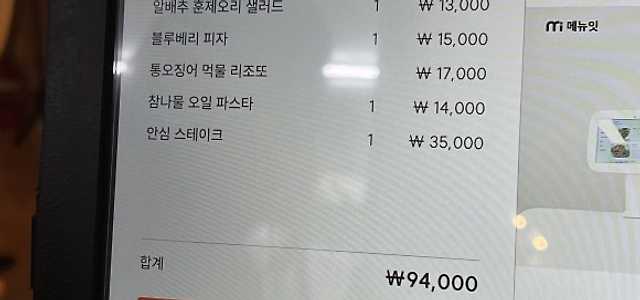 알배추 훈제오리 샐러드 1 ₩ 13,000
블루베리 피자 1 ₩ 15,000
통오징어 먹물 리조또 ₩ 17,000
참나물 오일 파스타 1 ₩ 14,000
안심 스테이크 1 ₩ 35,000
합계 ₩94,000
메뉴잇